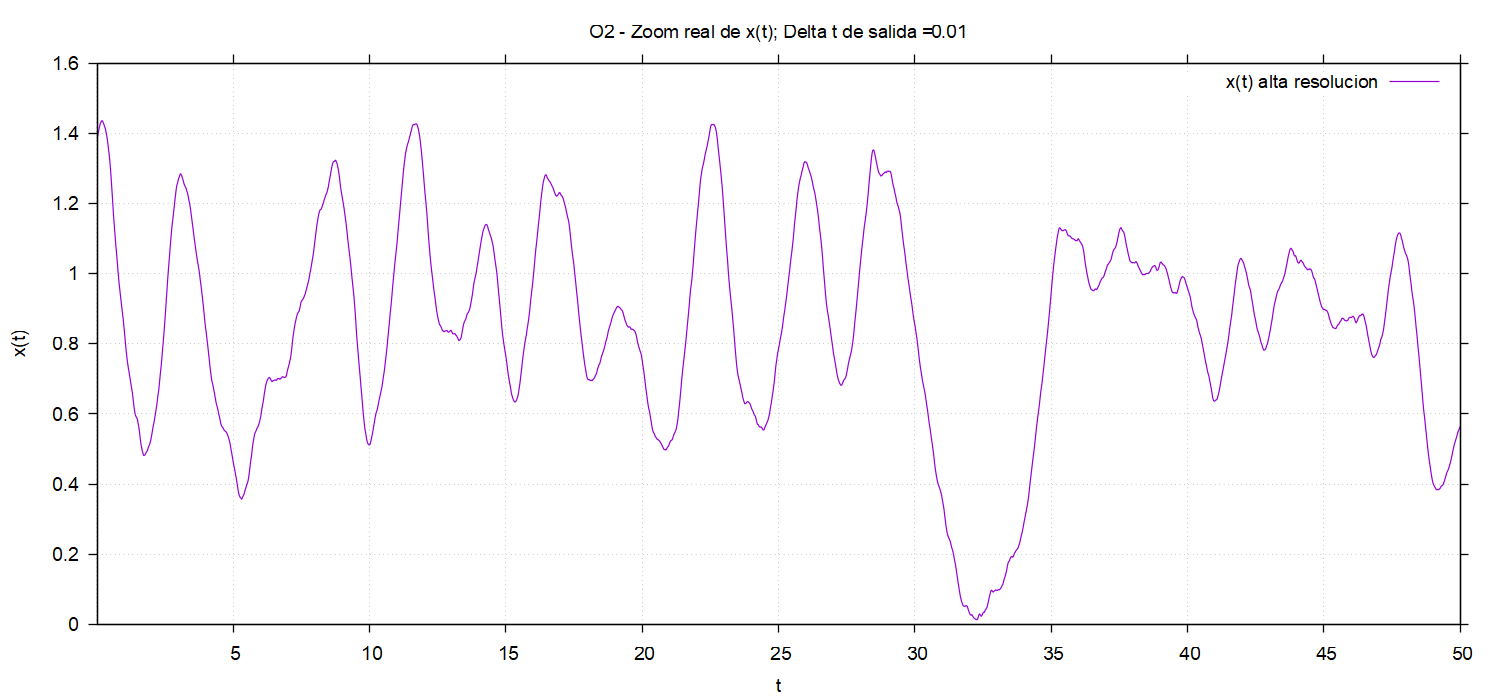 O2 - Zoom real de x(t); Delta t de salida =0.01
1.6
x(t) alta resolucion
1.4
1.2
1
x(t)
0.8
0.6
0.4
0.2
0
5 10 15 20 25 30 35 40 45 50
t